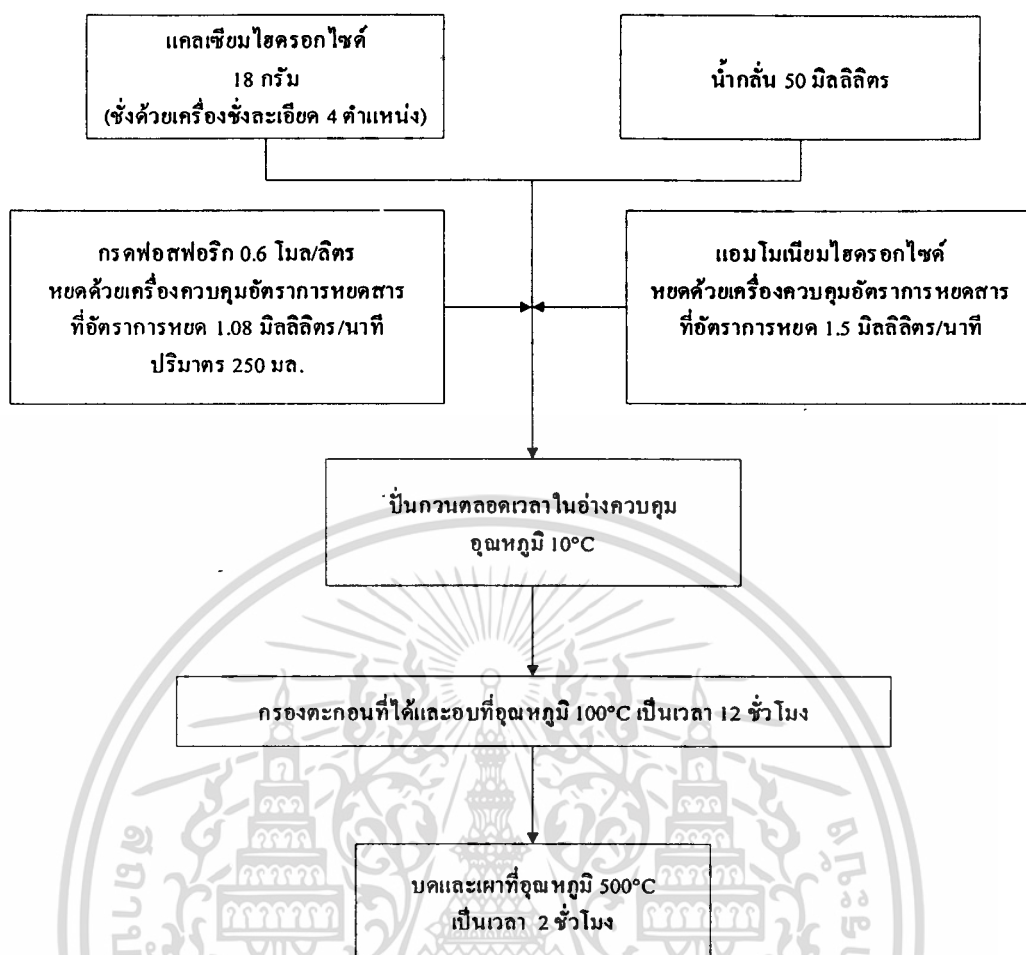 แคลเซียมไฮดรอกไซด์
18 กรัม
(ชั่งด้วยเครื่องชั่งละเอียด 4 ตำแหน่ง)
น้ำกลั่น 50 มิลลิลิตร
กรดฟอสฟอริก 0.6 โมล/ลิตร
หยดด้วยเครื่องควบคุมอัตราการหยดสาร
ที่อัตราการหยด 1.08 มิลลิลิตร/นาที
ปริมาตร 250 มล.
แอมโมเนียมไฮดรอกไซด์
หยดด้วยเครื่องควบคุมอัตราการหยดสาร
ที่อัตราการหยด 1.5 มิลลิลิตร/นาที
ปั่นกวนตลอดเวลาในอ่างควบคุม
อุณหภูมิ 10°C
กรองตะกอนที่ได้และอบที่อุณหภูมิ 100°C เป็นเวลา 12 ชั่วโมง
บดและเผาที่อุณหภูมิ 500°C
เป็นเวลา 2 ชั่วโมง